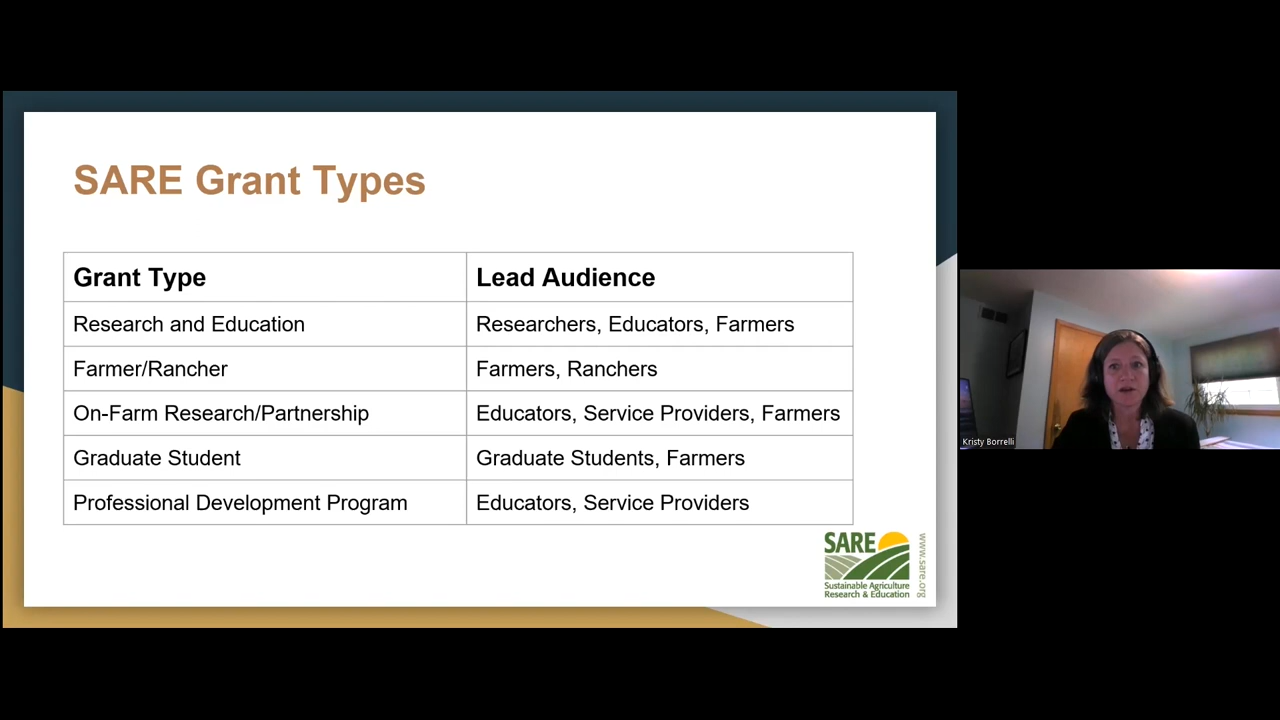 SARE Grant Types
Grant Type Lead Audience
Research and Education Researchers, Educators, Farmers
Farmer/Rancher Farmers, Ranchers
On-Farm Research/Partnership Educators, Service Providers, Farmers
Graduate Student Graduate Students, Farmers
Professional Development Program Educators, Service Providers
SARE
Sustainable Agriculture
Research & Education
www.sare.org
Kristy Borrelli